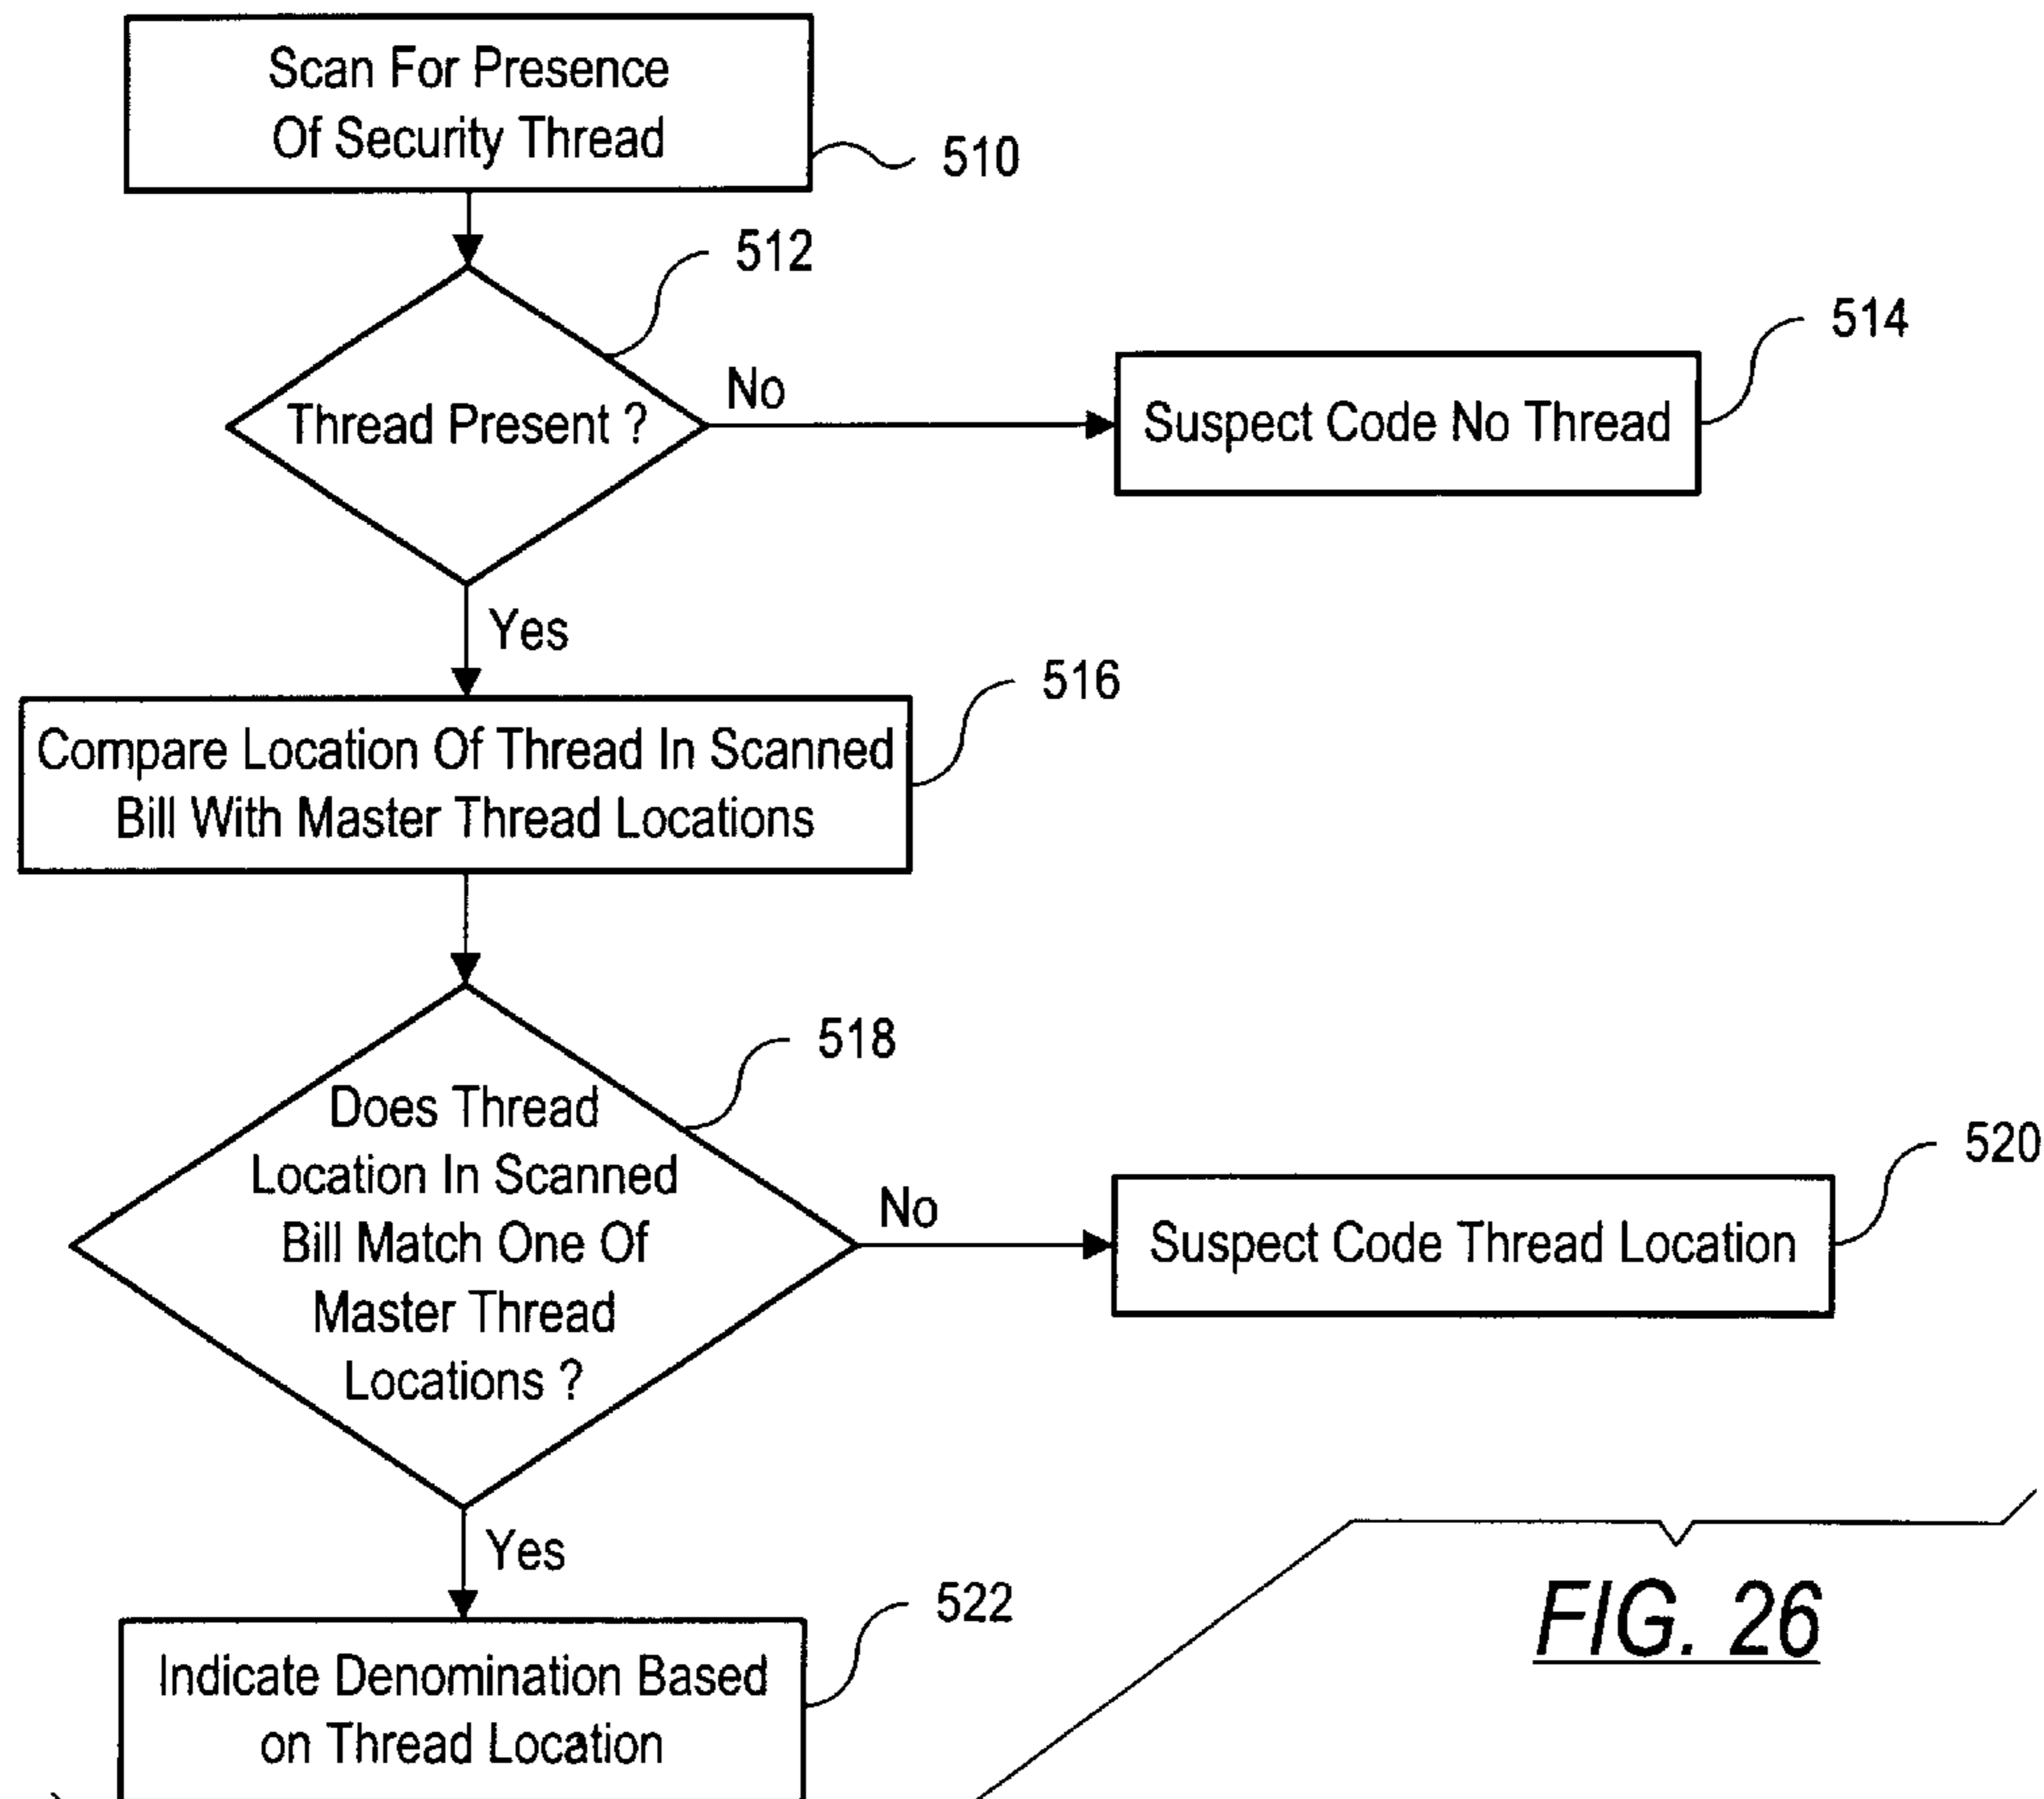 Scan For Presence
Of Security Thread
510
512
Thread Present ?
No
Suspect Code No Thread
514
Yes
Compare Location Of Thread In Scanned
Bill With Master Thread Locations
516
Does Thread
Location In Scanned
Bill Match One Of
Master Thread
Locations ?
518
No
Suspect Code Thread Location
520
Yes
Indicate Denomination Based
on Thread Location
522
FIG. 26